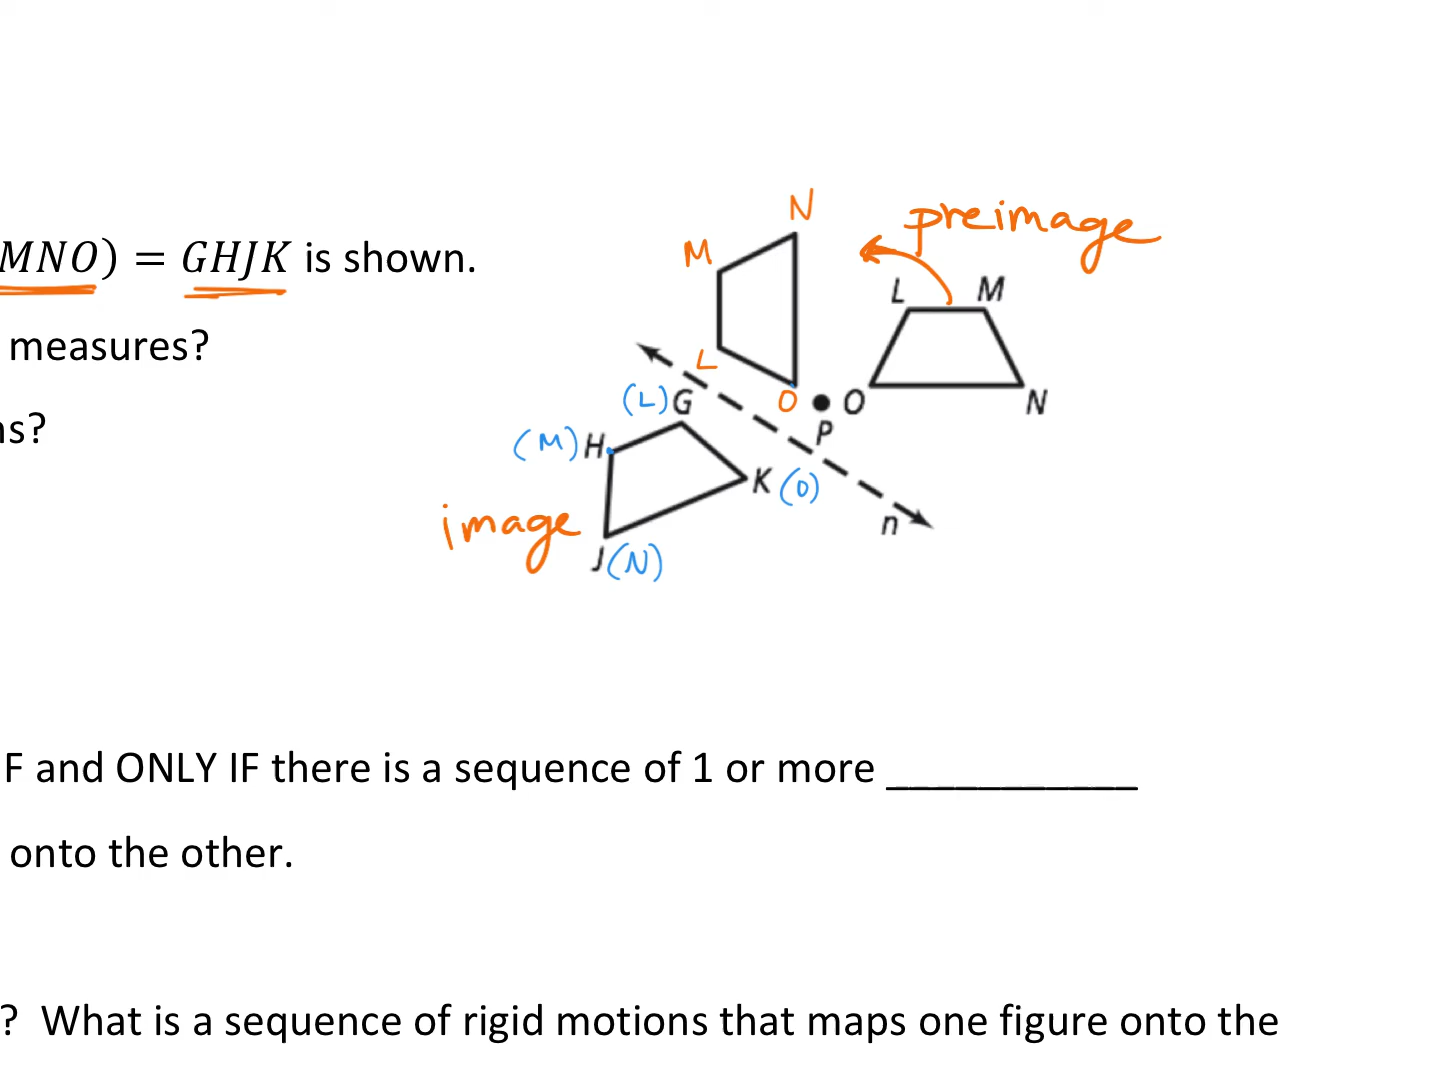 MNO) = GHJK is shown.
measures?
ns?
N
preimage
M
L M
L
(L)G
O
O
N
P
(M)H
K(O)
image
n
J(N)
F and ONLY IF there is a sequence of 1 or more ___________
onto the other.
? What is a sequence of rigid motions that maps one figure onto the